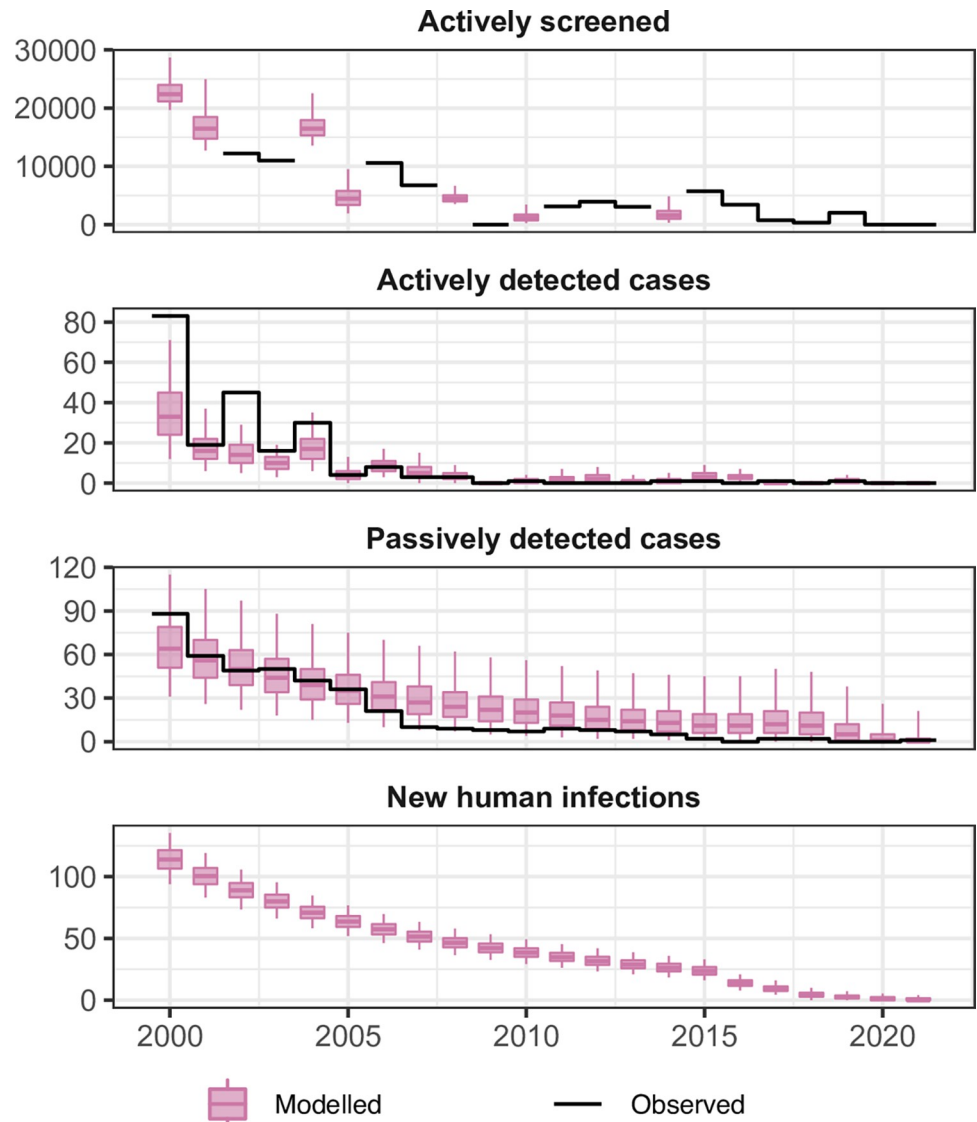 Actively screened
30000
20000
10000
0
Actively detected cases
80
60
40
20
0
Passively detected cases
120
90
60
30
0
New human infections
100
50
0
2000 2005 2010 2015 2020
Modelled Observed